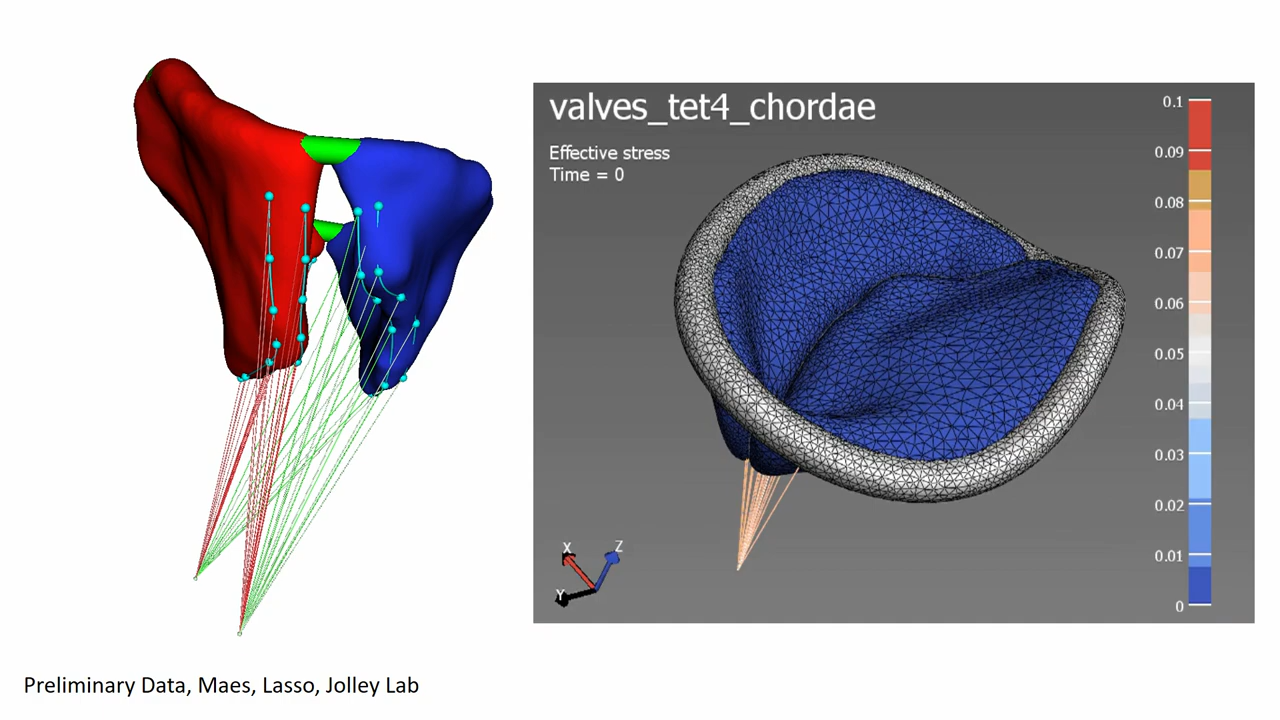 valves_tet4_chordae
Effective stress
Time = 0
0.1
0.09
0.08
0.07
0.06
0.05
0.04
0.03
0.02
0.01
0
X
Z
Y
Preliminary Data, Maes, Lasso, Jolley Lab